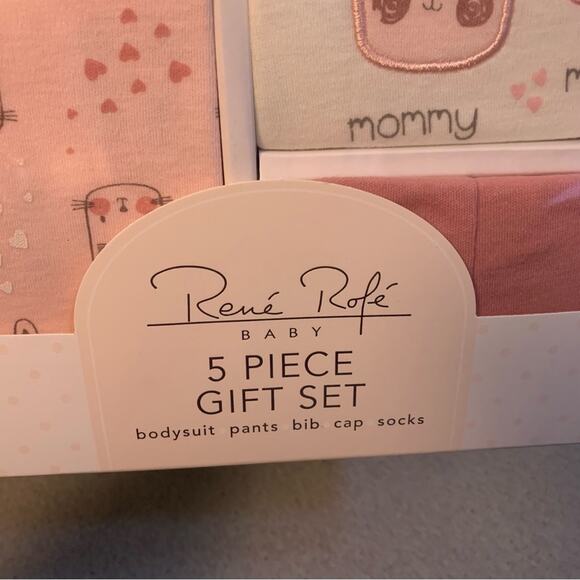 mommy
m
René Rofé
BABY
5 PIECE
GIFT SET
bodysuit pants bib cap socks